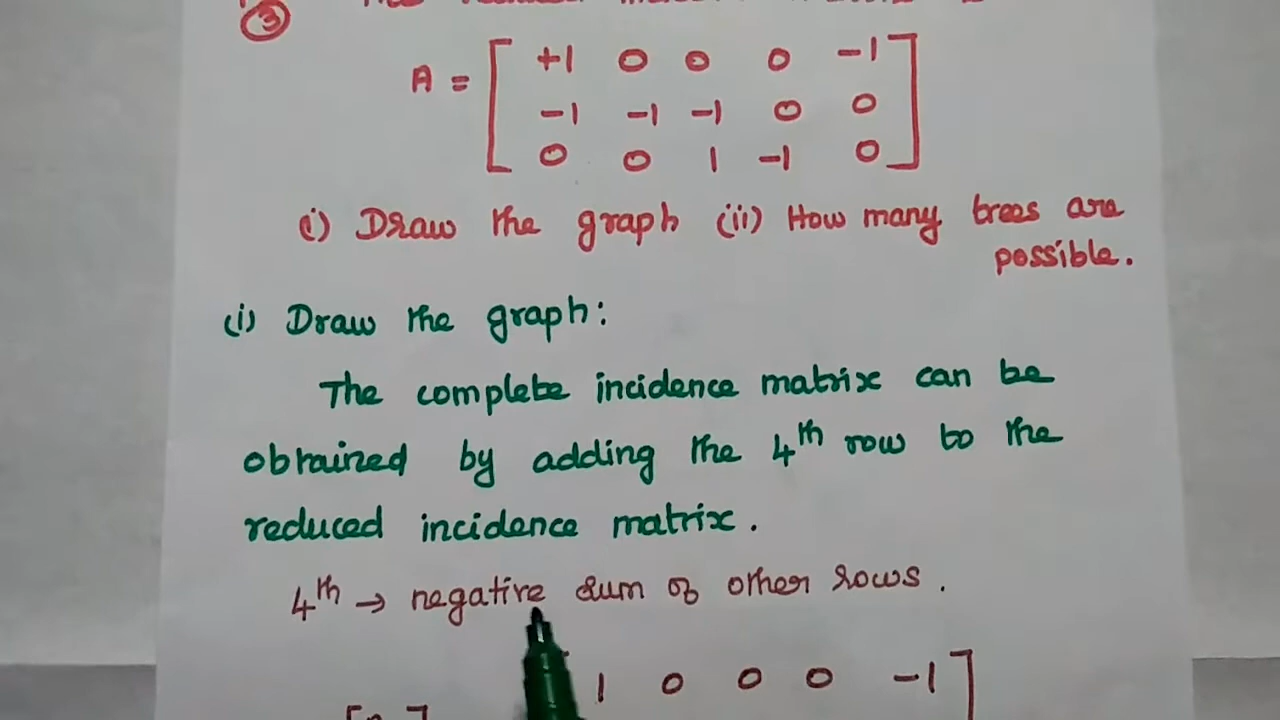 ③
A = [ +1 0 0 0 -1
-1 -1 -1 0 0
0 0 1 -1 0 ]
(i) Draw the graph (ii) How many trees are
possible.
(i) Draw the graph:
The complete incidence matrix can be
obtained by adding the 4th row to the
reduced incidence matrix.
4th → negative sum of other rows.
1 0 0 0 -1 ]